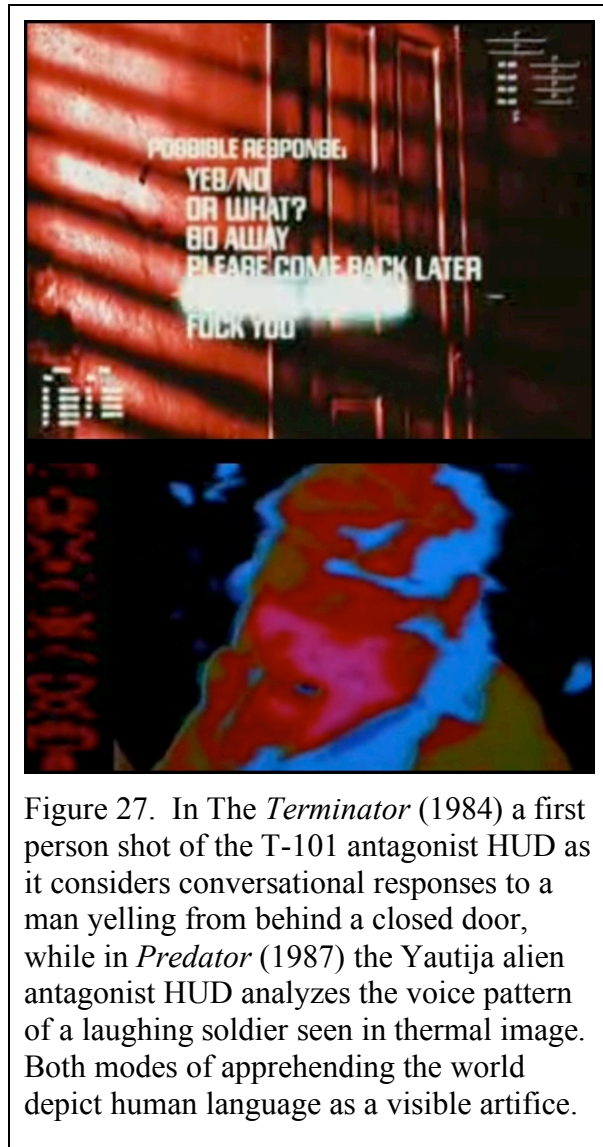 POSSIBLE RESPONSE:
YES/NO
OR WHAT?
GO AWAY
PLEASE COME BACK LATER
FUCK YOU
Figure 27. In The Terminator (1984) a first
person shot of the T-101 antagonist HUD as
it considers conversational responses to a
man yelling from behind a closed door,
while in Predator (1987) the Yautija alien
antagonist HUD analyzes the voice pattern
of a laughing soldier seen in thermal image.
Both modes of apprehending the world
depict human language as a visible artifice.